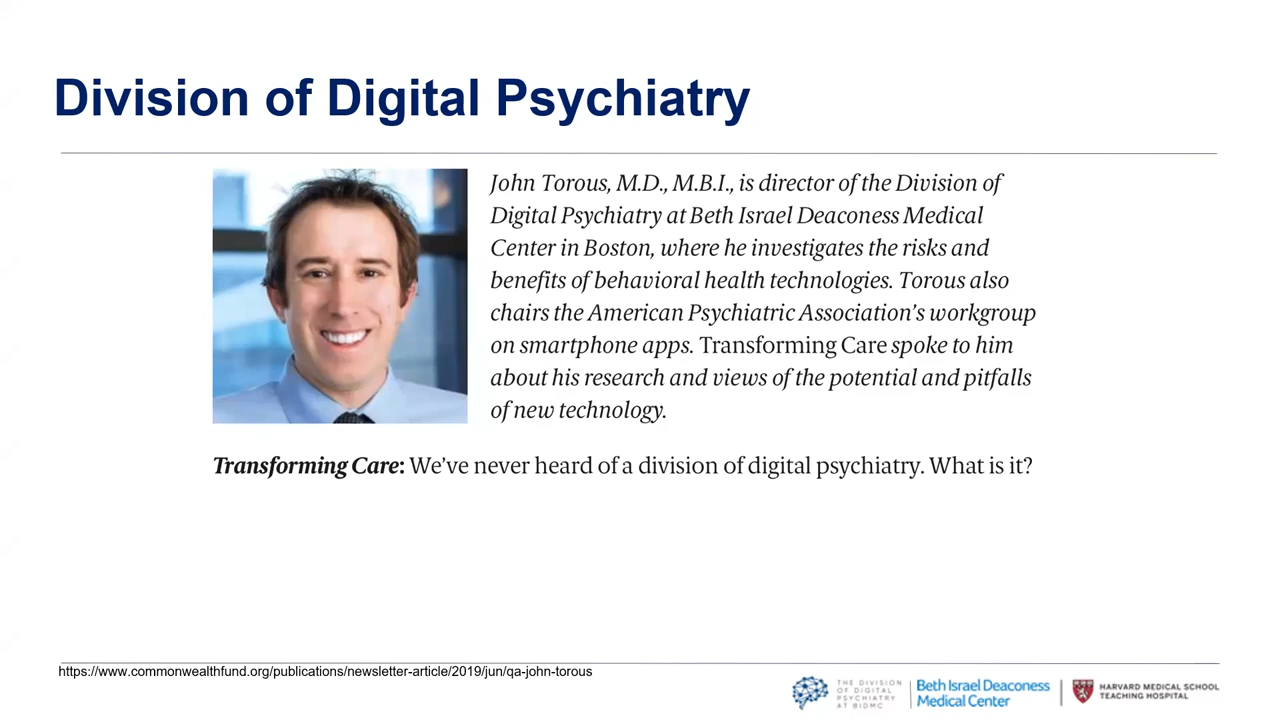 Division of Digital Psychiatry
John Torous, M.D., M.B.I., is director of the Division of
Digital Psychiatry at Beth Israel Deaconess Medical
Center in Boston, where he investigates the risks and
benefits of behavioral health technologies. Torous also
chairs the American Psychiatric Association’s workgroup
on smartphone apps. Transforming Care spoke to him
about his research and views of the potential and pitfalls
of new technology.
Transforming Care: We’ve never heard of a division of digital psychiatry. What is it?
https://www.commonwealthfund.org/publications/newsletter-article/2019/jun/qa-john-torous
THE DIVISION
OF DIGITAL
PSYCHIATRY
AT BIDMC
Beth Israel Deaconess
Medical Center
HARVARD MEDICAL SCHOOL
TEACHING HOSPITAL